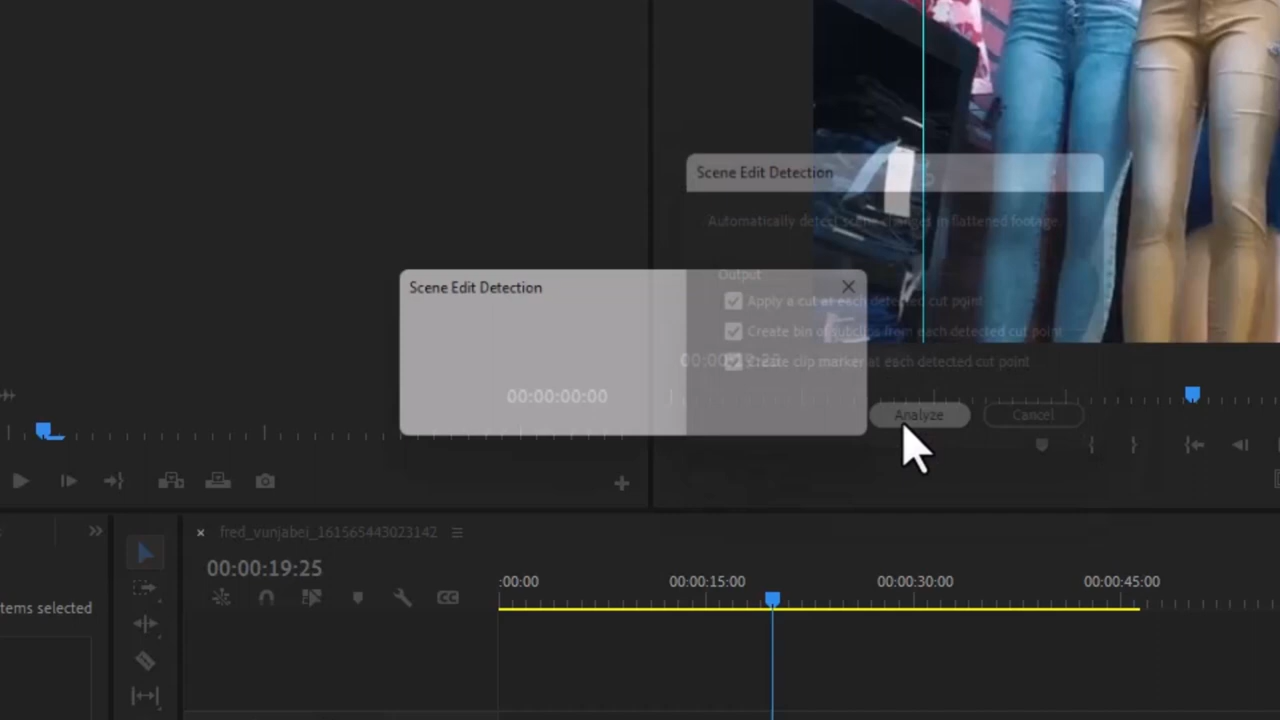 Scene Edit Detection
Automatically detect scene changes in flattened footage.
Output
Apply a cut at each detected cut point
Create bin of subclips from each detected cut point
Create clip marker at each detected cut point
Analyze
Cancel
Scene Edit Detection
00:00:00:00
fred_vunjabei_161565443023142
00:00:19:25
:00:00
00:00:15:00
00:00:30:00
00:00:45:00
tems selected